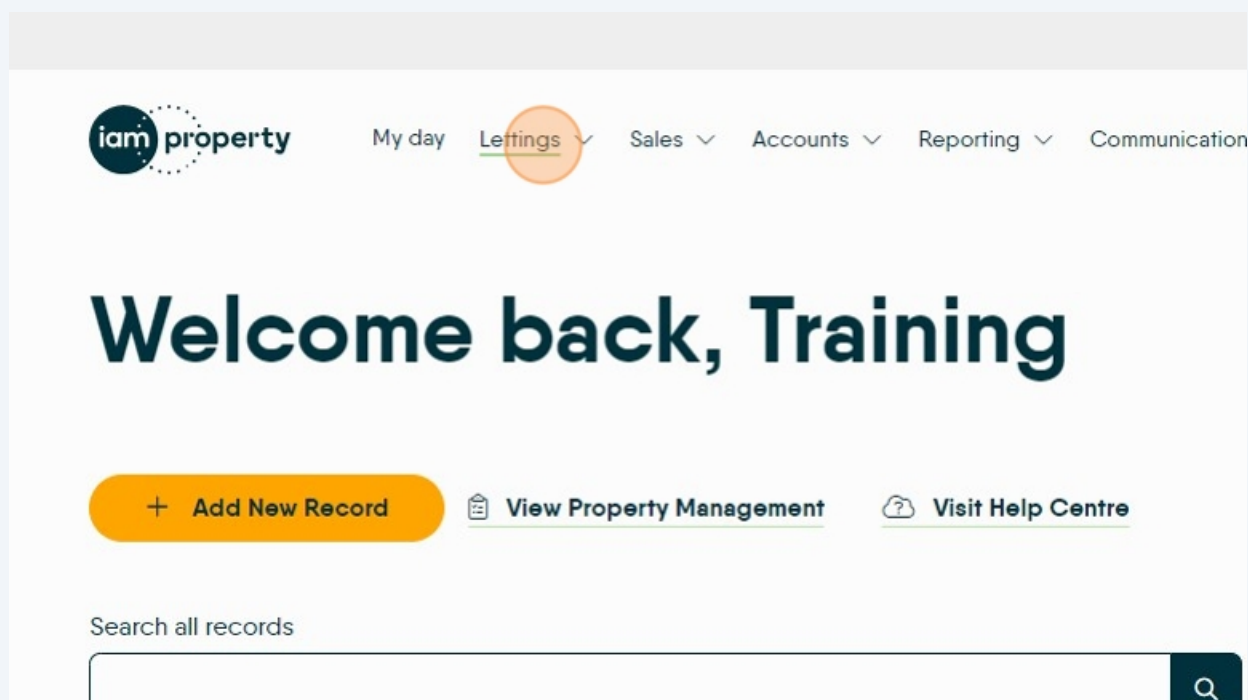 iam property My day Lettings Sales Accounts Reporting Communication
Welcome back, Training
+ Add New Record View Property Management Visit Help Centre
Search all records